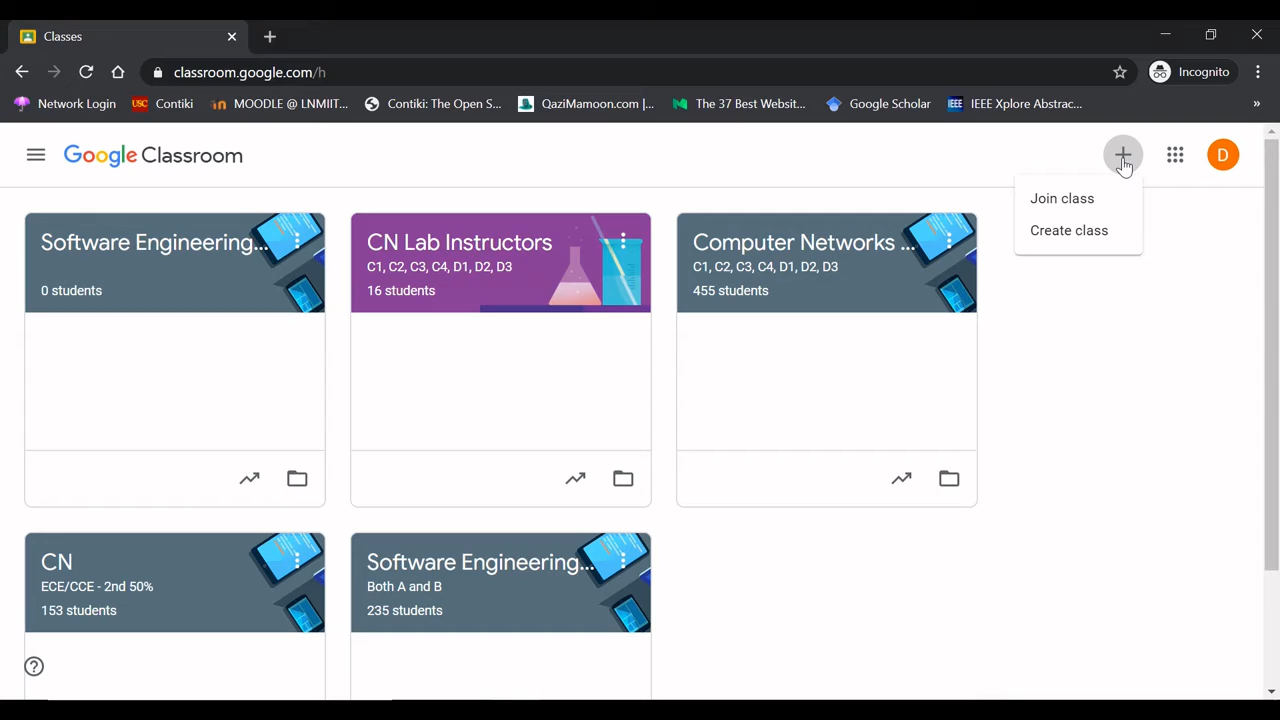 Classes
classroom.google.com/h
Incognito
Network Login
Contiki
MOODLE @ LNMIIT...
Contiki: The Open S...
QaziMamoon.com |...
The 37 Best Websit...
Google Scholar
IEEE
IEEE Xplore Abstrac...
»
Google Classroom
D
Join class
Create class
Software Engineering...
0 students
CN Lab Instructors
C1, C2, C3, C4, D1, D2, D3
16 students
Computer Networks ...
C1, C2, C3, C4, D1, D2, D3
455 students
CN
ECE/CCE - 2nd 50%
153 students
Software Engineering...
Both A and B
235 students